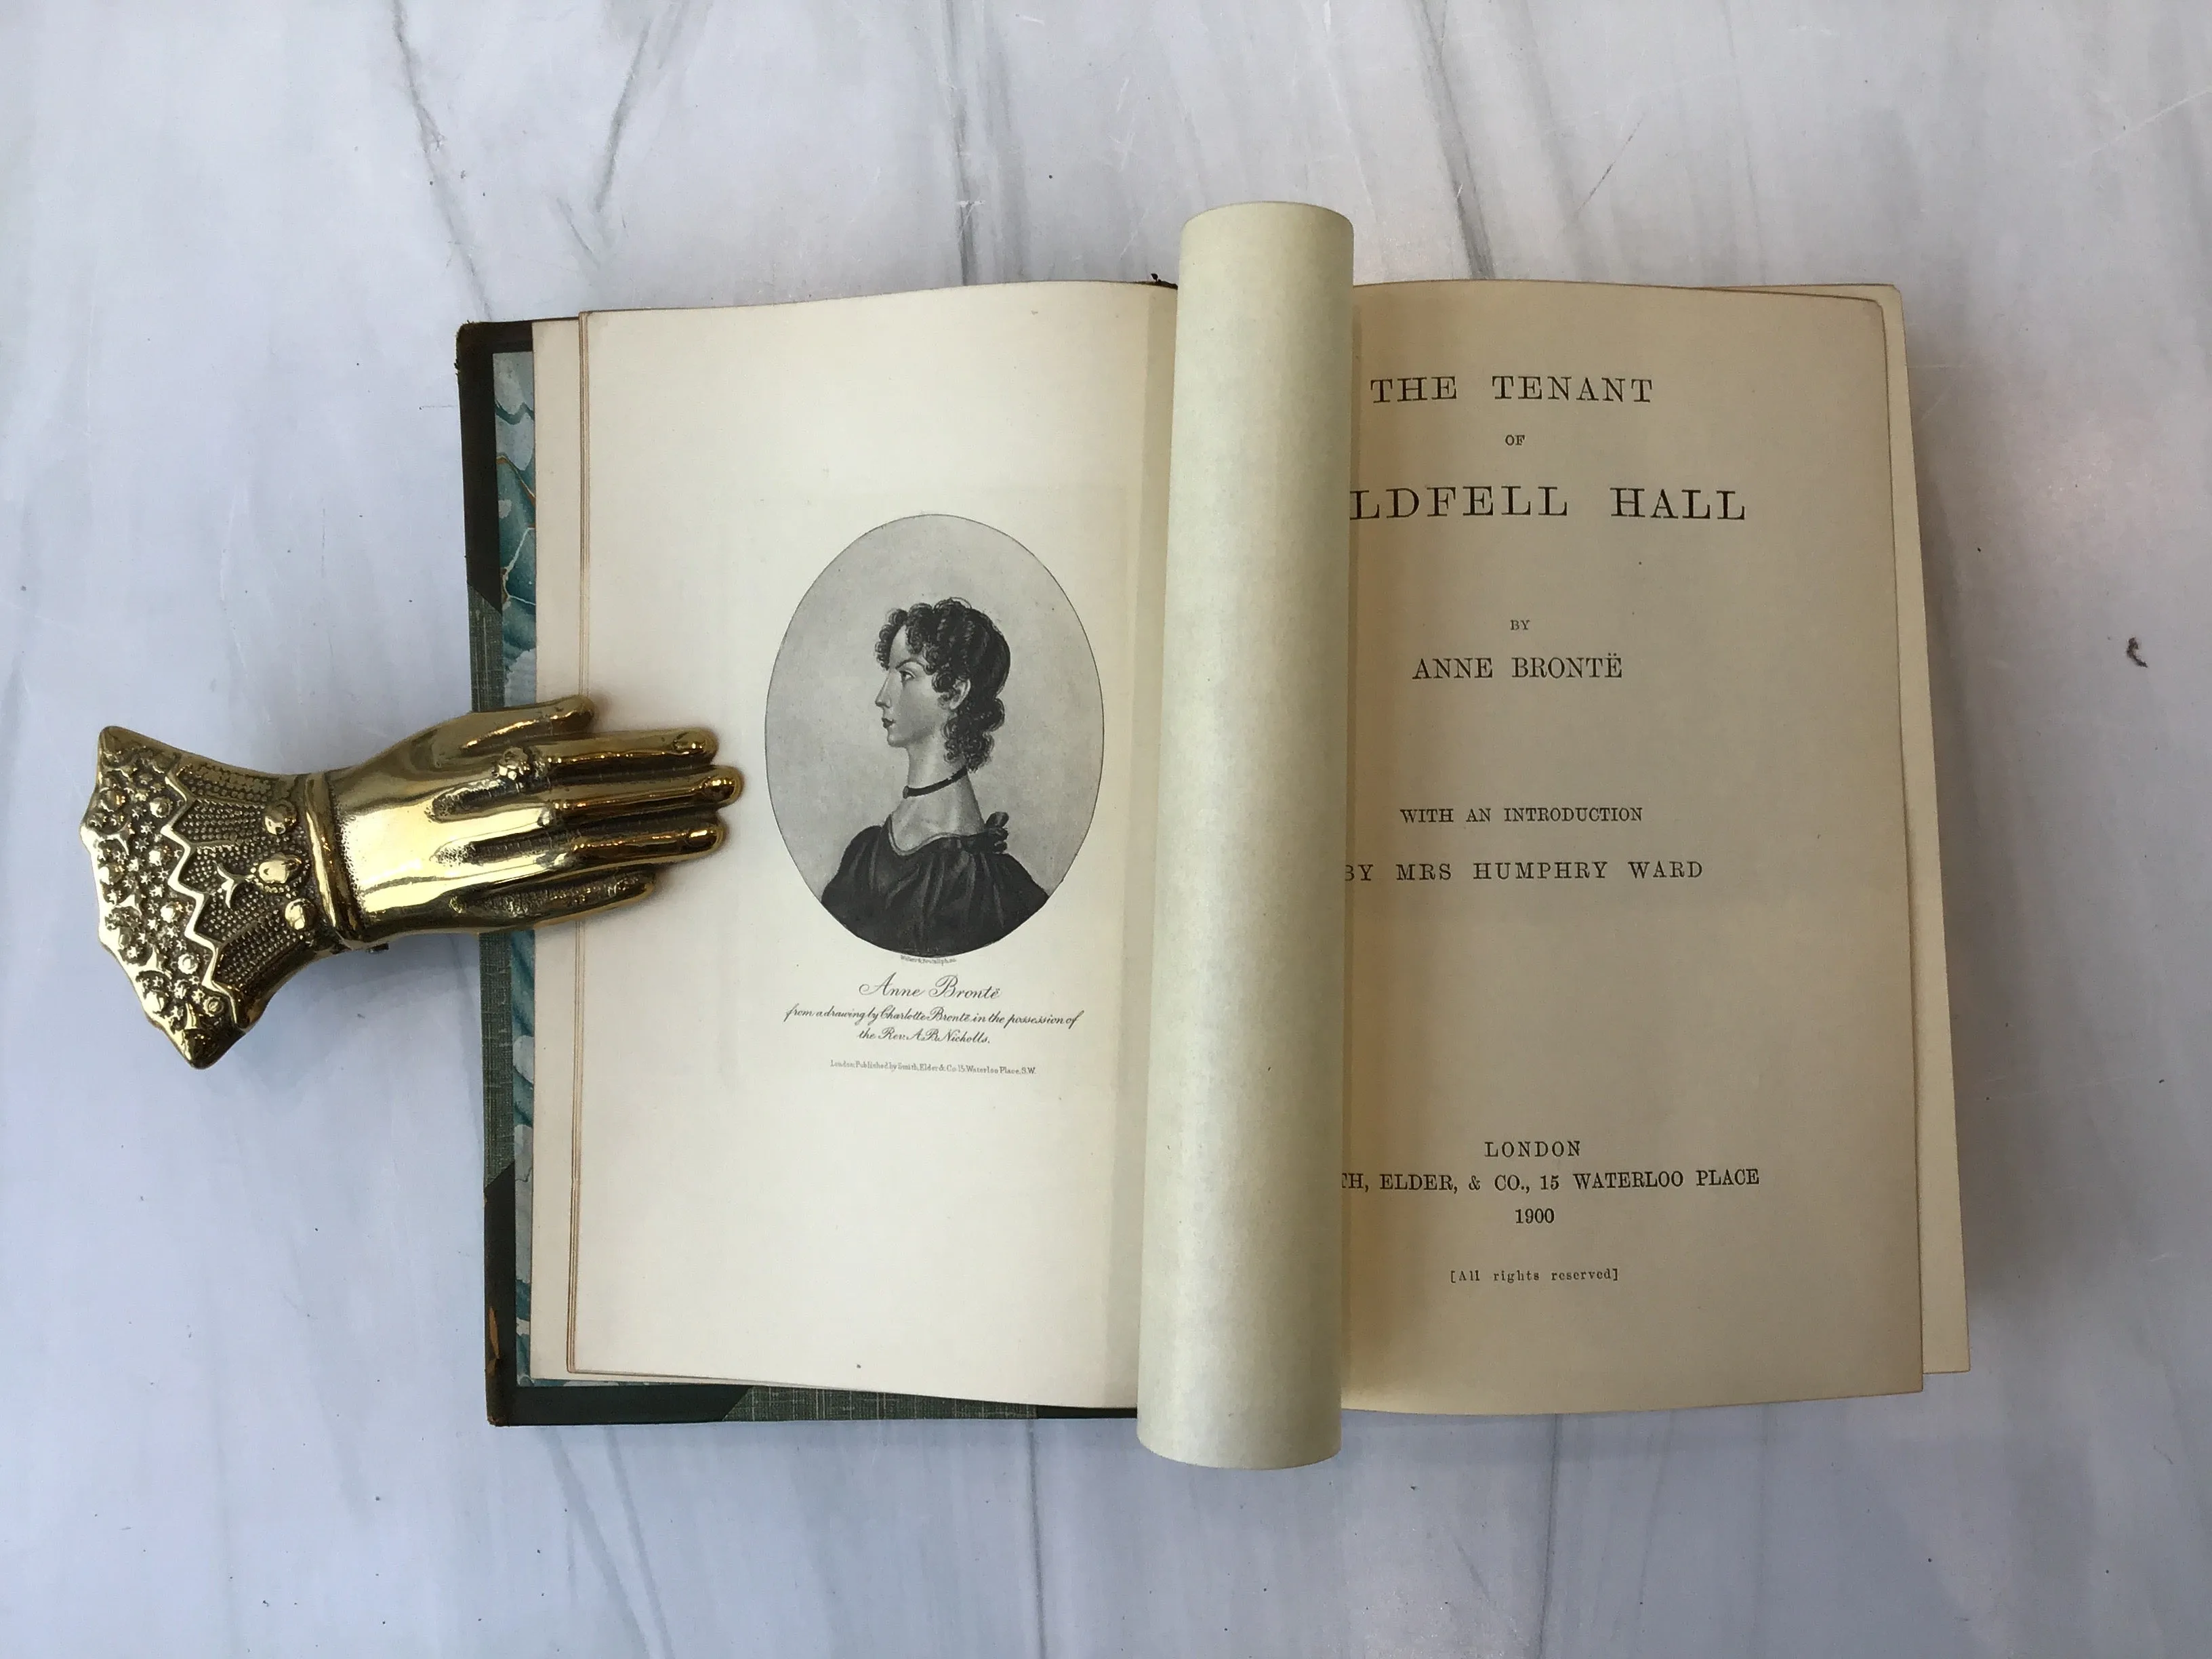 Anne Brontë
from a drawing by Charlotte Brontë in the possession of
the Rev. A. B. Nicholls.
London: Published by Smith, Elder & Co. 15 Waterloo Place, S.W.
THE TENANT
OF
LDFELL HALL
BY
ANNE BRONTË
WITH AN INTRODUCTION
BY MRS HUMPHRY WARD
LONDON
TH, ELDER, & CO., 15 WATERLOO PLACE
1900
[All rights reserved]